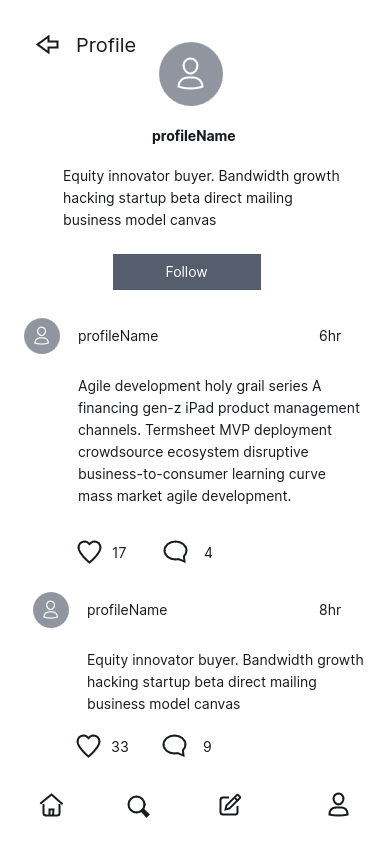 Profile
profileName
Equity innovator buyer. Bandwidth growth
hacking startup beta direct mailing
business model canvas
Follow
profileName 6hr
Agile development holy grail series A
financing gen-z iPad product management
channels. Termsheet MVP deployment
crowdsource ecosystem disruptive
business-to-consumer learning curve
mass market agile development.
17 4
profileName 8hr
Equity innovator buyer. Bandwidth growth
hacking startup beta direct mailing
business model canvas
33 9